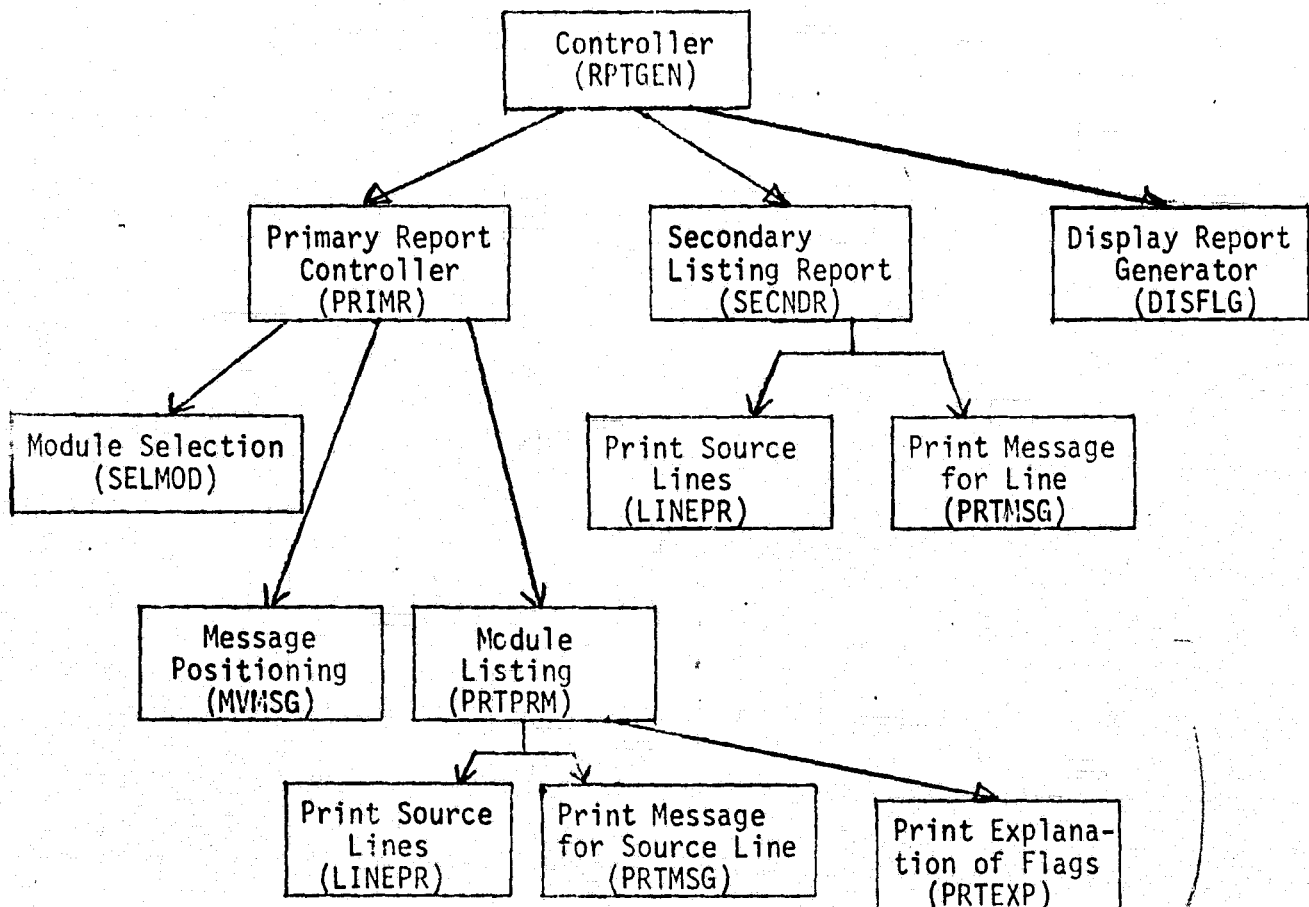 Controller
(RPTGEN)
Primary Report
Controller
(PRIMR)
Secondary
Listing Report
(SECNDR)
Display Report
Generator
(DISFLG)
Module Selection
(SELMOD)
Print Source
Lines
(LINEPR)
Print Message
for Line
(PRTMSG)
Message
Positioning
(MVMSG)
Module
Listing
(PRTPRM)
Print Source
Lines
(LINEPR)
Print Message
for Source Line
(PRTMSG)
Print Explana-
tion of Flags
(PRTEXP)